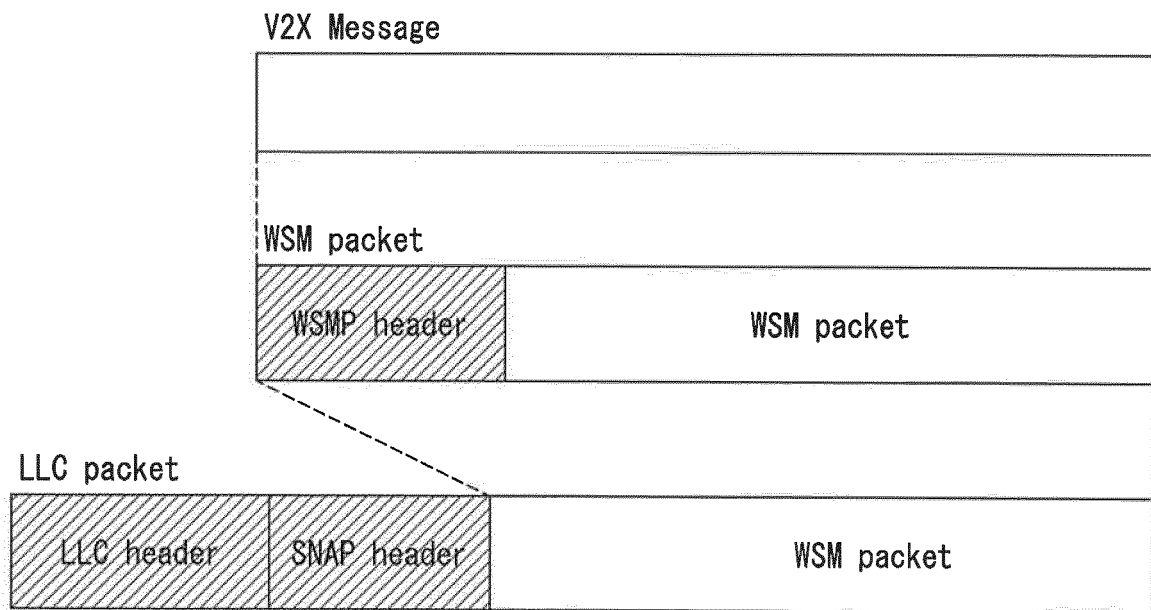 V2X Message
WSM packet
WSMP header WSM packet
LLC packet
LLC header SNAP header WSM packet